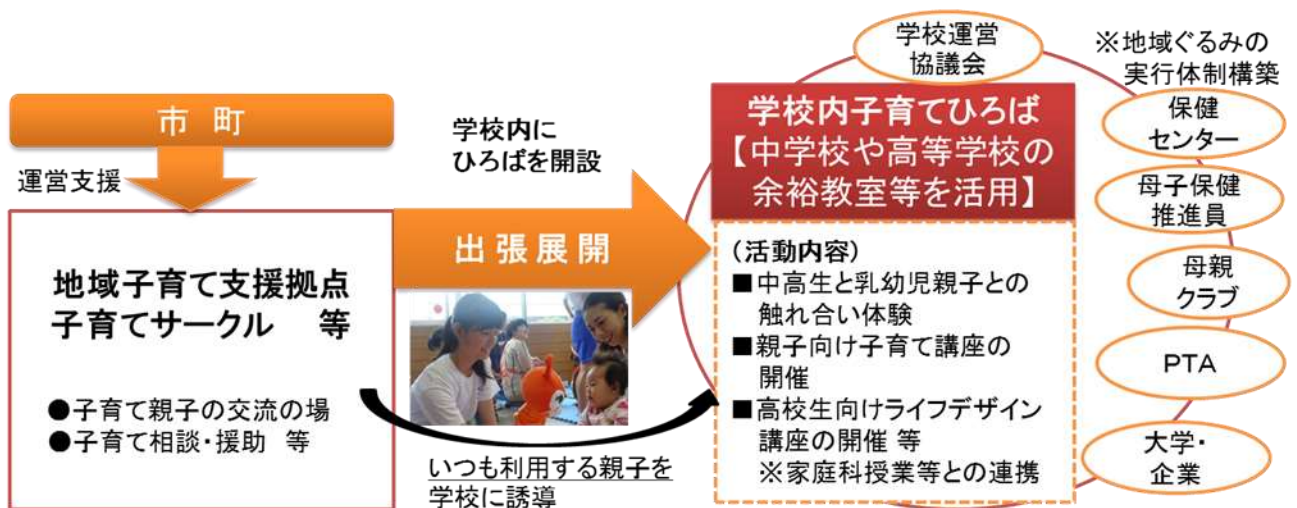 市 町
運営支援
地域子育て支援拠点
子育てサークル 等
●子育て親子の交流の場
●子育て相談・援助 等
学校内に
ひろばを開設
出張展開
いつも利用する親子を
学校に誘導
学校内子育てひろば
【中学校や高等学校の
余裕教室等を活用】
(活動内容)
■中高生と乳幼児親子との
触れ合い体験
■親子向け子育て講座の
開催
■高校生向けライフデザイン
講座の開催 等
※家庭科授業等との連携
学校運営
協議会
※地域ぐるみの
実行体制構築
保健
センター
母子保健
推進員
母親
クラブ
PTA
大学・
企業